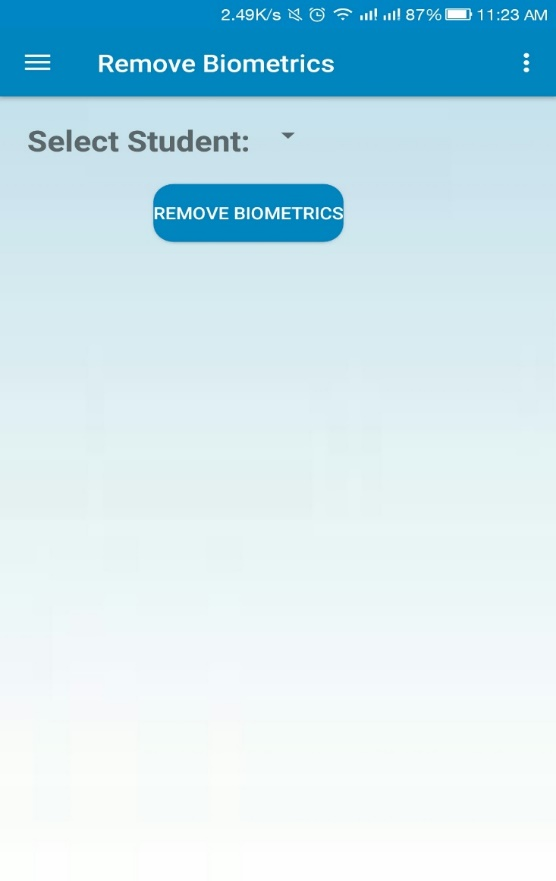 2.49K/s 87% 11:23 AM
Remove Biometrics
Select Student:
REMOVE BIOMETRICS